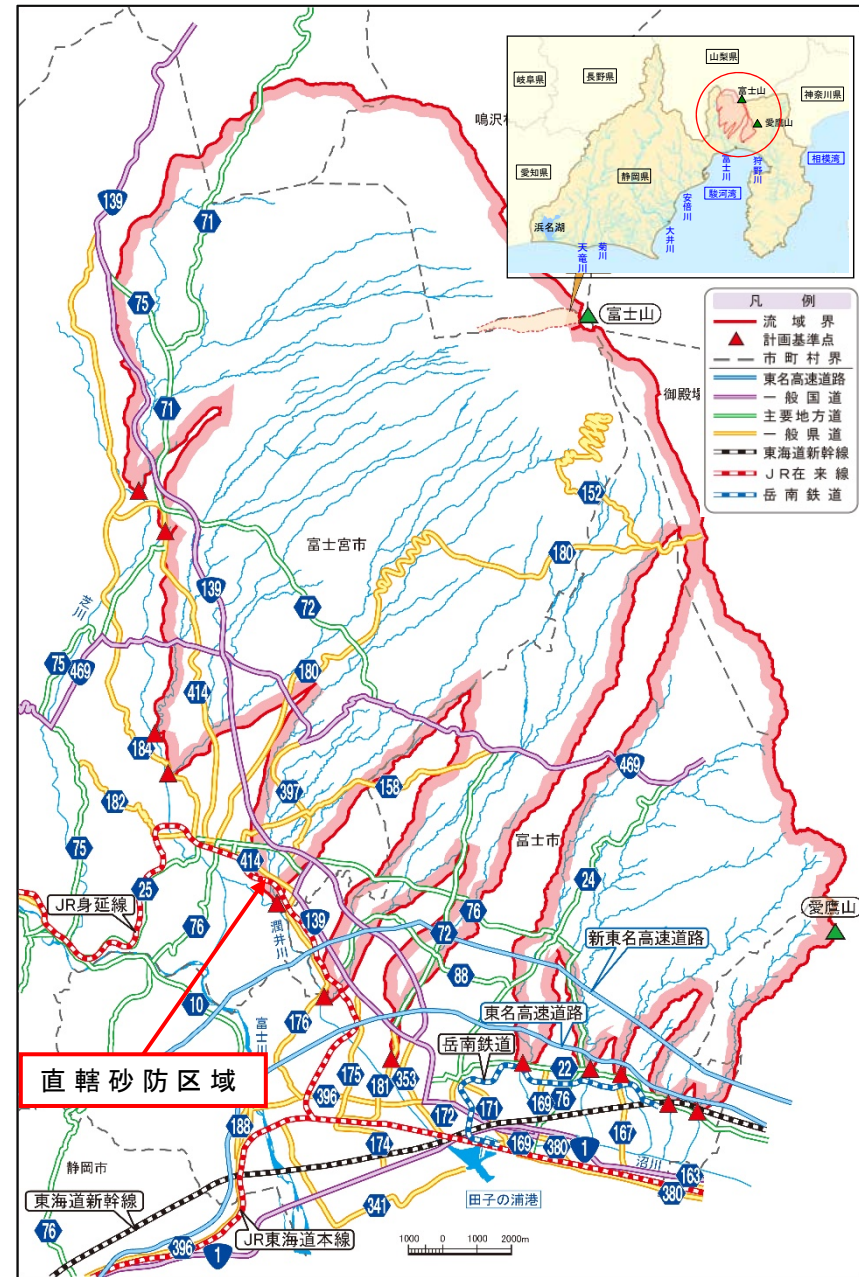 山梨県
岐阜県
長野県
富士山
神奈川県
愛鷹山
愛知県
静岡県
富士川
狩野川
相模湾
駿河湾
安倍川
浜名湖
大井川
天竜川
菊川
鳴沢
139
71
75
富士山
凡 例
流域界
計画基準点
市町村界
東名高速道路
一般国道
主要地方道
一般県道
東海道新幹線
JR在来線
岳南鉄道
御殿場
71
152
富士宮市
180
139
72
芝川
75
469
180
414
184
469
397
158
182
富士市
75
414
24
25
JR身延線
76
139
76
愛鷹山
潤井川
72
新東名高速道路
88
10
176
東名高速道路
富士川
岳南鉄道
直轄砂防区域
22
175
181
353
396
172
171
169
76
188
167
174
169
380
1
沼川
静岡市
163
380
田子の浦港
東海道新幹線
341
76
JR東海道本線
396
1
1000 0 1000 2000m